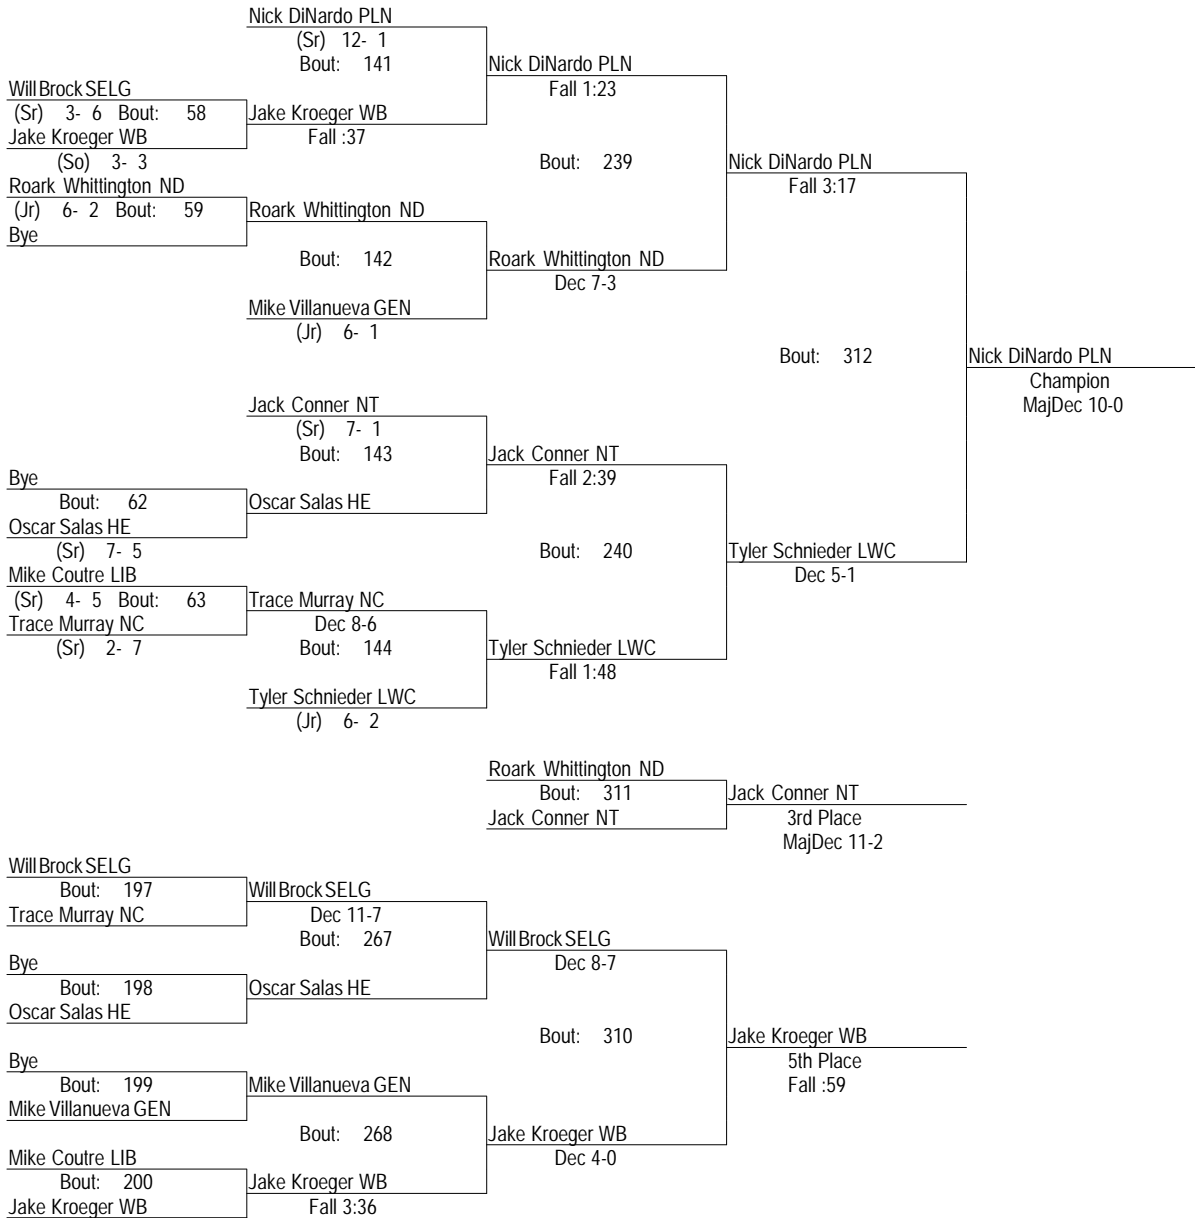 Nick DiNardo PLN
(Sr) 12- 1
Bout: 141
Nick DiNardo PLN
Fall 1:23
Will Brock SELG
(Sr) 3- 6 Bout: 58
Jake Kroeger WB
Jake Kroeger WB
Fall :37
(So) 3- 3
Bout: 239
Nick DiNardo PLN
Fall 3:17
Roark Whittington ND
(Jr) 6- 2 Bout: 59
Roark Whittington ND
Bye
Bout: 142
Roark Whittington ND
Dec 7-3
Mike Villanueva GEN
(Jr) 6- 1
Bout: 312
Nick DiNardo PLN
Champion
MajDec 10-0
Jack Conner NT
(Sr) 7- 1
Bout: 143
Jack Conner NT
Fall 2:39
Bye
Bout: 62
Oscar Salas HE
Oscar Salas HE
(Sr) 7- 5
Bout: 240
Tyler Schnieder LWC
Dec 5-1
Mike Coutre LIB
(Sr) 4- 5 Bout: 63
Trace Murray NC
Trace Murray NC
Dec 8-6
(Sr) 2- 7
Bout: 144
Tyler Schnieder LWC
Fall 1:48
Tyler Schnieder LWC
(Jr) 6- 2
Roark Whittington ND
Bout: 311
Jack Conner NT
Jack Conner NT
3rd Place
MajDec 11-2
Will Brock SELG
Bout: 197
Will Brock SELG
Trace Murray NC
Dec 11-7
Bout: 267
Will Brock SELG
Dec 8-7
Bye
Bout: 198
Oscar Salas HE
Oscar Salas HE
Bout: 310
Jake Kroeger WB
5th Place
Fall :59
Bye
Bout: 199
Mike Villanueva GEN
Mike Villanueva GEN
Bout: 268
Jake Kroeger WB
Dec 4-0
Mike Coutre LIB
Bout: 200
Jake Kroeger WB
Jake Kroeger WB
Fall 3:36